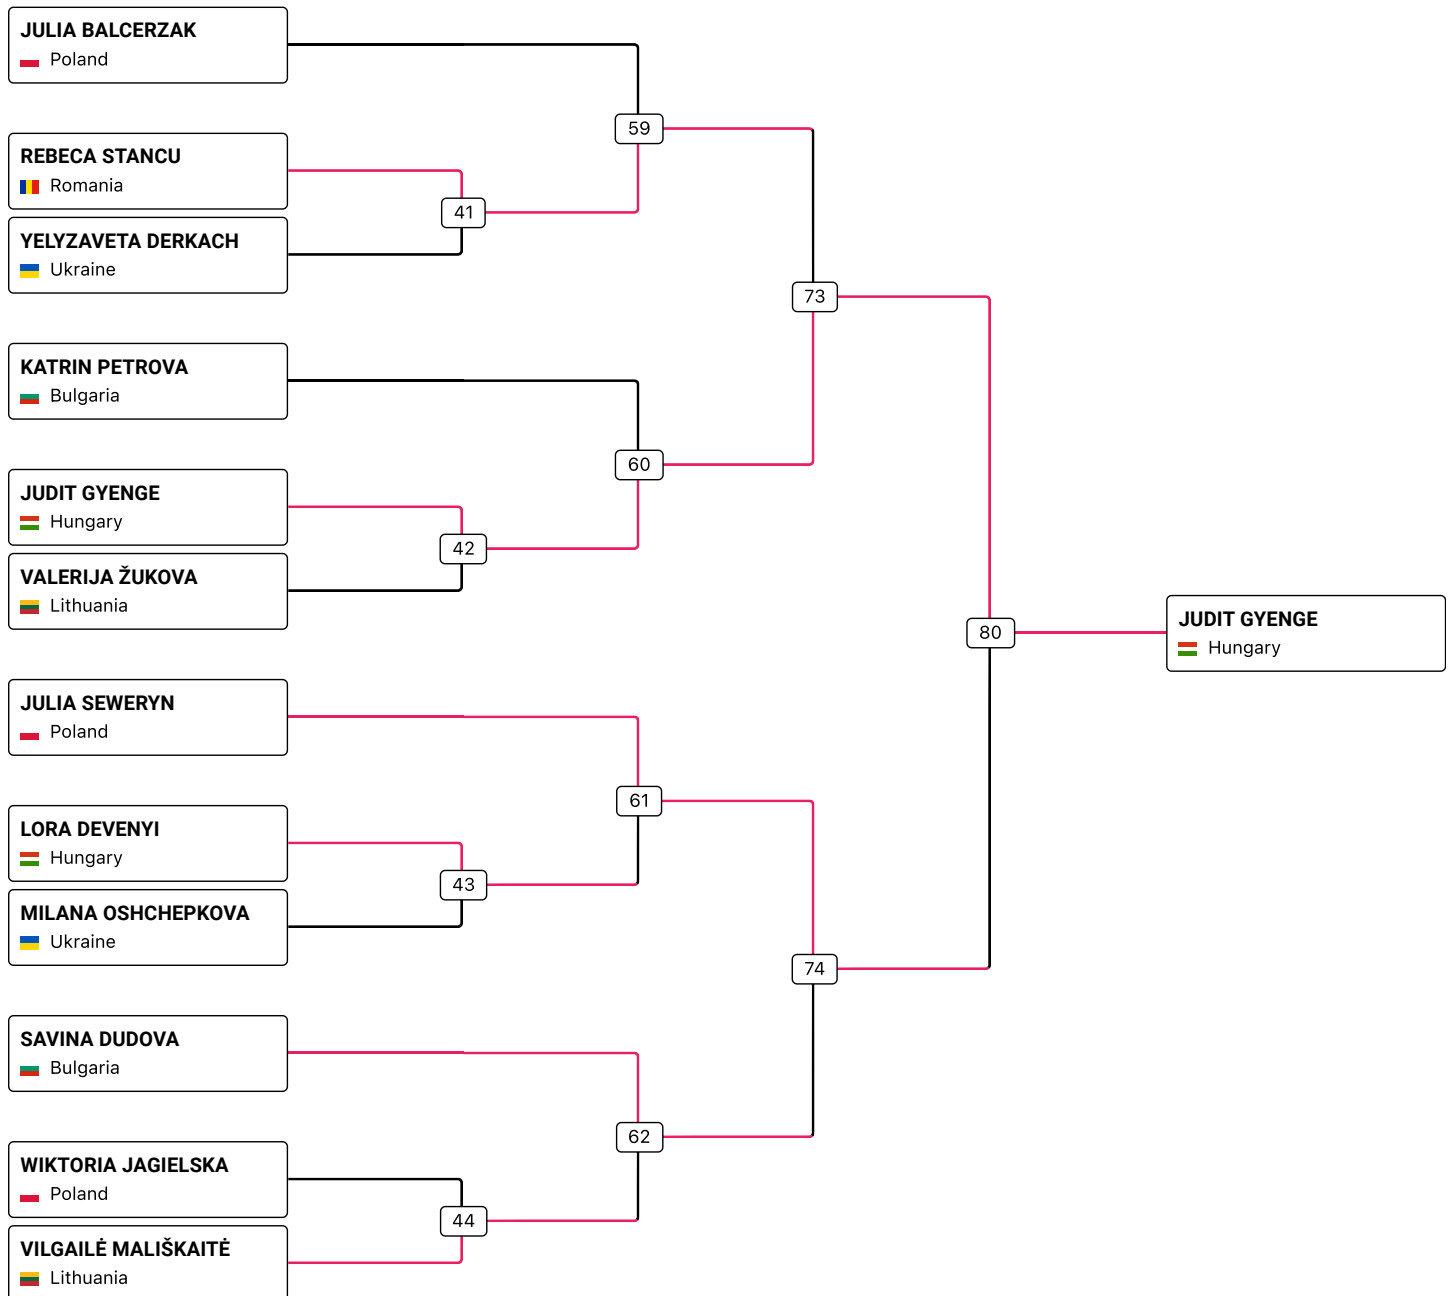 JULIA BALCERZAK
Poland
59
REBECA STANCU
Romania
41
YELYZAVETA DERKACH
Ukraine
73
KATRIN PETROVA
Bulgaria
60
JUDIT GYENGE
Hungary
42
VALERIJA ŽUKOVA
Lithuania
80
JUDIT GYENGE
Hungary
JULIA SEWERYN
Poland
61
LORA DEVENYI
Hungary
43
MILANA OSHCHEPKOVA
Ukraine
74
SAVINA DUDOVA
Bulgaria
62
WIKTORIA JAGIELSKA
Poland
44
VILGAILĖ MALIŠKAITĖ
Lithuania